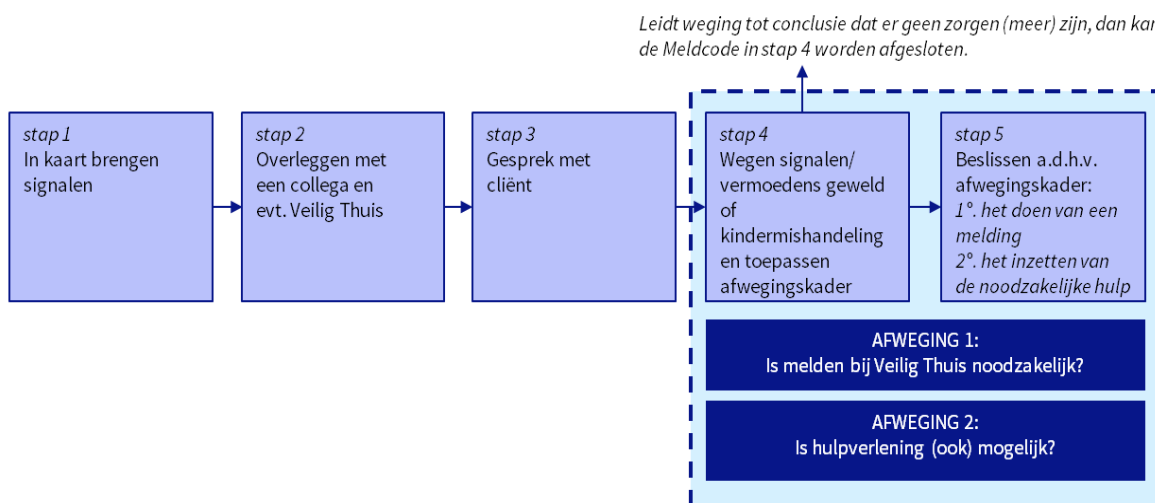 Leidt weging tot conclusie dat er geen zorgen (meer) zijn, dan kan
de Meldcode in stap 4 worden afgesloten.
stap 1
In kaart brengen
signalen
stap 2
Overleggen met
een collega en
evt. Veilig Thuis
stap 3
Gesprek met
cliënt
stap 4
Wegen signalen/
vermoedens geweld
of
kindermishandeling
en toepassen
afwegingskader
stap 5
Beslissen a.d.h.v.
afwegingskader:
1°. het doen van een
melding
2°. het inzetten van
de noodzakelijke hulp
AFWEGING 1:
Is melden bij Veilig Thuis noodzakelijk?
AFWEGING 2:
Is hulpverlening (ook) mogelijk?